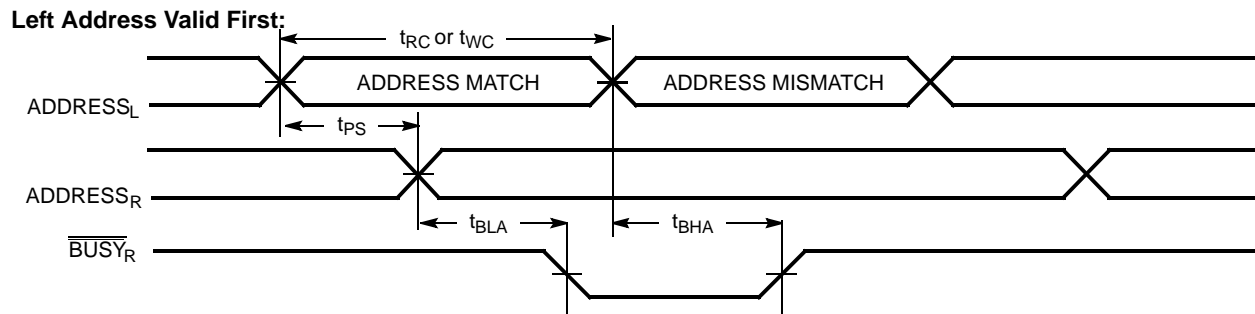 Left Address Valid First:
tRC or tWC
ADDRESS MATCH
ADDRESS MISMATCH
ADDRESSL
tPS
ADDRESSR
tBLA
tBHA
BUSYR